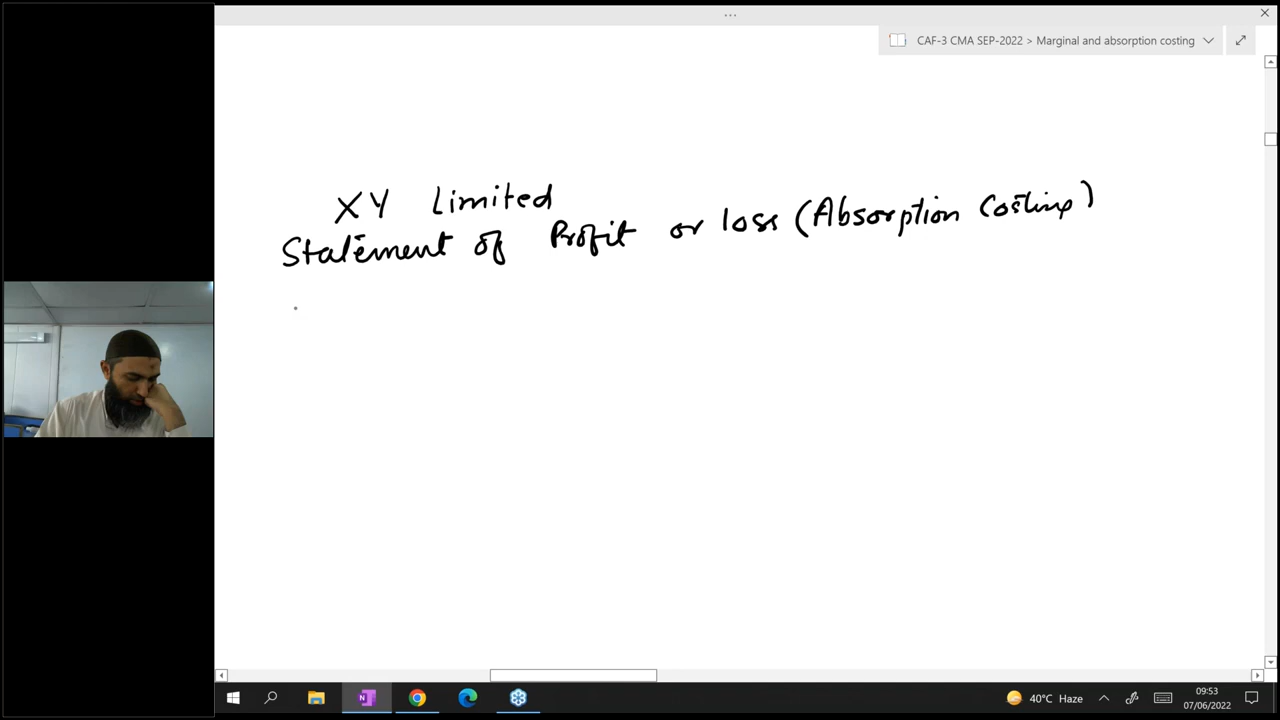 CAF-3 CMA SEP-2022 > Marginal and absorption costing
XY Limited
Statement of Profit or loss (Absorption Costing)
40°C Haze
09:53
07/06/2022